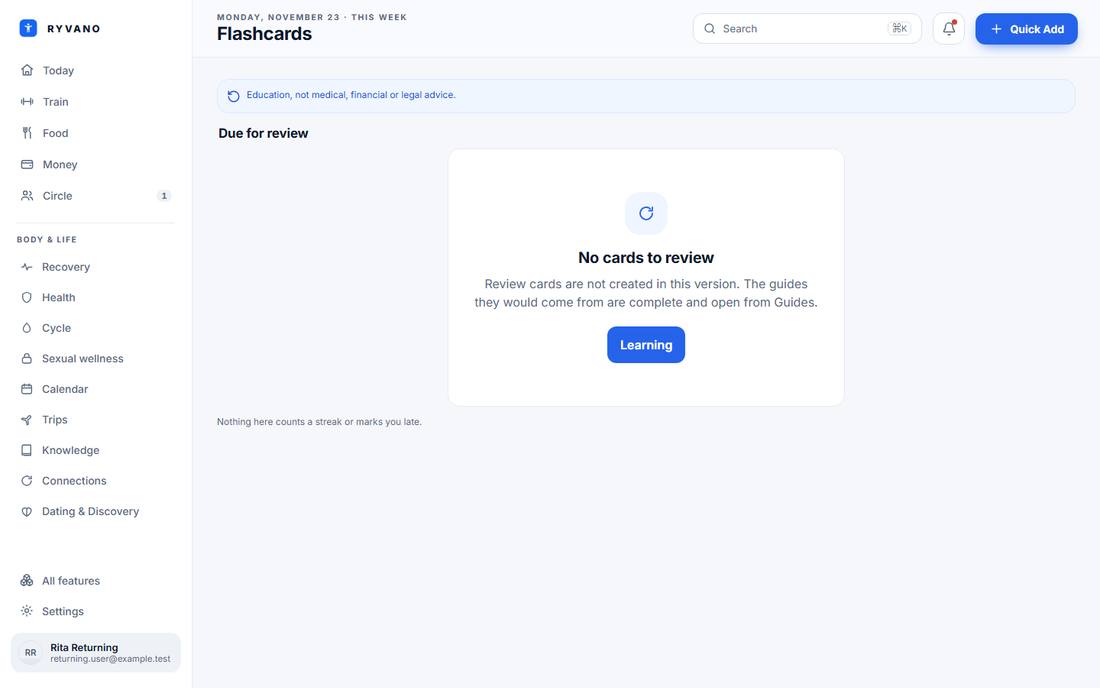 RYVANO
Today
Train
Food
Money
Circle
1
BODY & LIFE
Recovery
Health
Cycle
Sexual wellness
Calendar
Trips
Knowledge
Connections
Dating & Discovery
All features
Settings
RR
Rita Returning
returning.user@example.test
MONDAY, NOVEMBER 23 · THIS WEEK
Flashcards
Search
⌘K
Quick Add
Education, not medical, financial or legal advice.
Due for review
No cards to review
Review cards are not created in this version. The guides
they would come from are complete and open from Guides.
Learning
Nothing here counts a streak or marks you late.